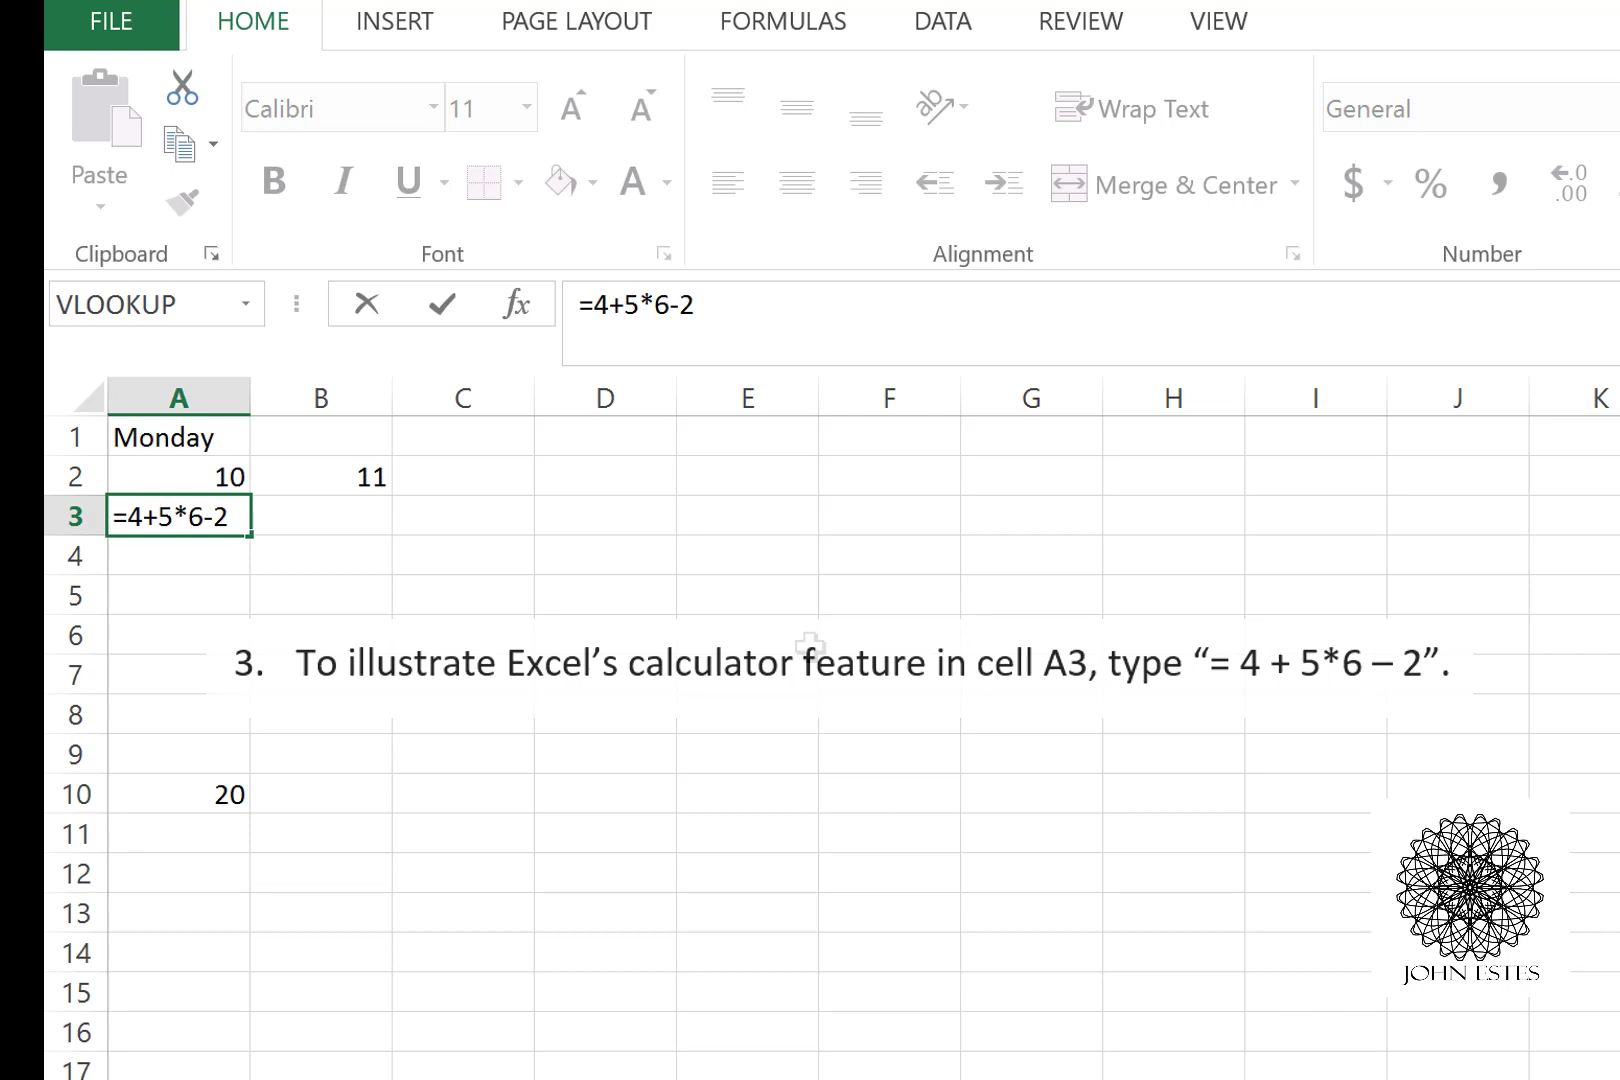 FILE HOME INSERT PAGE LAYOUT FORMULAS DATA REVIEW VIEW
Calibri 11 A A ab Wrap Text General
Paste B I U A Merge & Center $ % , .0 .00
Clipboard Font Alignment Number
VLOOKUP fx =4+5*6-2
A B C D E F G H I J K
1 Monday
2 10 11
3 =4+5*6-2
4
5
6
3. To illustrate Excel’s calculator feature in cell A3, type “= 4 + 5*6 – 2”.
7
8
9
10 20
11
12
13
14
JOHN ESTES
15
16
17